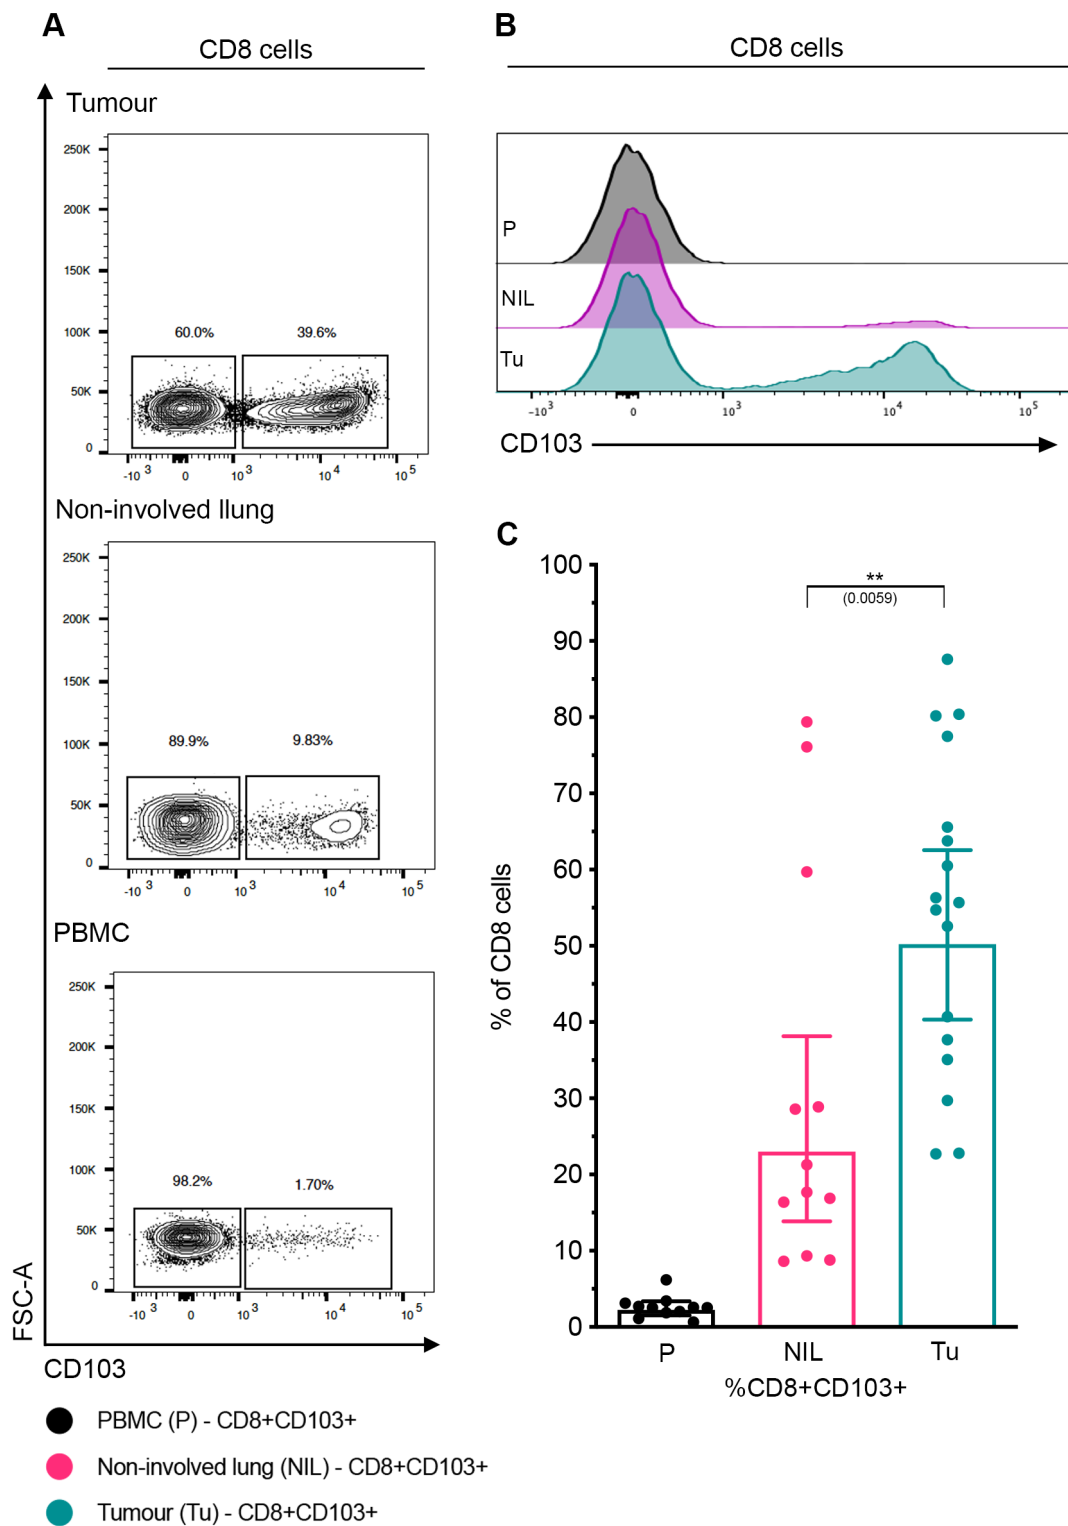 A
CD8 cells
Tumour
250K
200K
150K
100K
50K
0
60.0%
39.6%
-10 3
0
10 3
10 4
10 5
Non-involved llung
250K
200K
150K
100K
50K
0
89.9%
9.83%
-10 3
0
10 3
10 4
10 5
PBMC
250K
200K
150K
100K
50K
0
98.2%
1.70%
-10 3
0
10 3
10 4
10 5
FSC-A
CD103
B
CD8 cells
P
NIL
Tu
-10 3
0
10 3
10 4
10 5
CD103
C
100
90
80
70
60
50
40
30
20
10
0
% of CD8 cells
**
(0.0059)
P
NIL
Tu
%CD8+CD103+
PBMC (P) - CD8+CD103+
Non-involved lung (NIL) - CD8+CD103+
Tumour (Tu) - CD8+CD103+